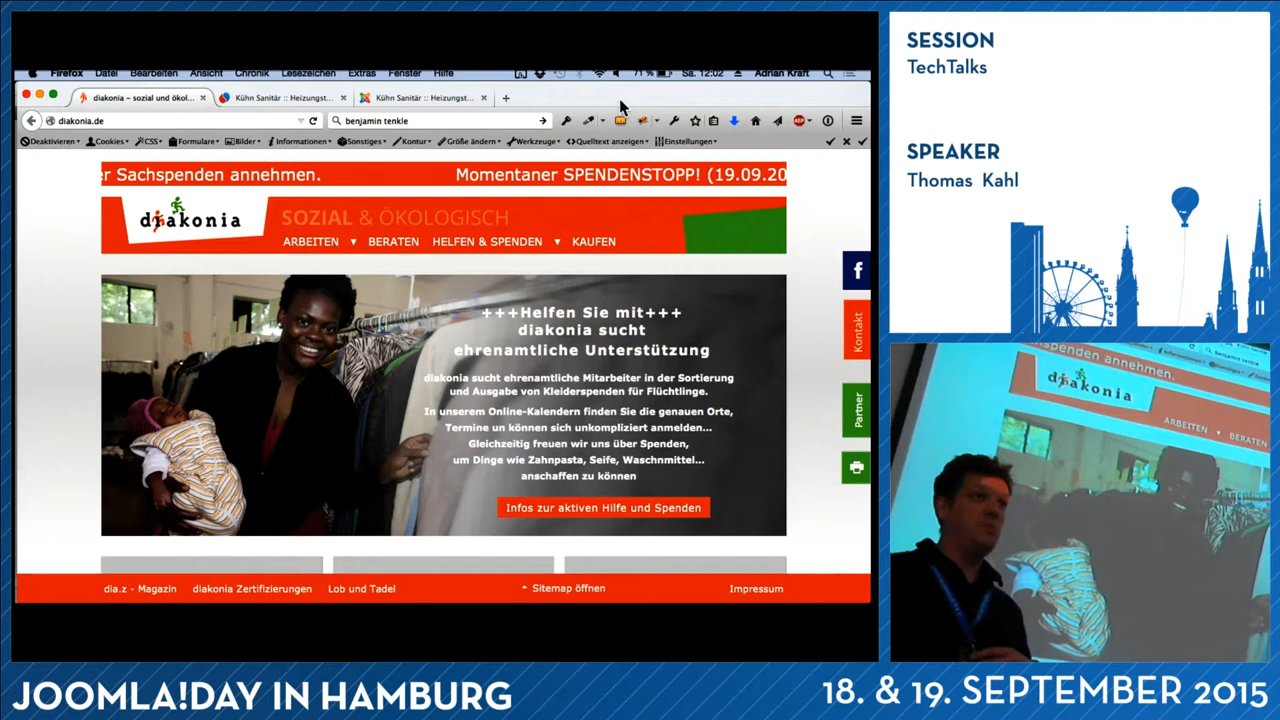 SESSION
TechTalks
SPEAKER
Thomas Kahl
Firefox Datei Bearbeiten Ansicht Chronik Lesezeichen Extras Fenster Hilfe 71 % Sa. 12:02 Adrian Kraft
diakonia – sozial und ökol... Kühn Sanitär :: Heizungst... Kühn Sanitär :: Heizungst...
diakonia.de benjamin tenkle
Deaktivieren Cookies CSS Formulare Bilder Informationen Sonstiges Kontur Größe ändern Werkzeuge Quelltext anzeigen Einstellungen
er Sachspenden annehmen. Momentaner SPENDENSTOPP! (19.09.20
diakonia SOZIAL & ÖKOLOGISCH
ARBEITEN BERATEN HELFEN & SPENDEN KAUFEN
+++Helfen Sie mit+++
diakonia sucht
ehrenamtliche Unterstützung
diakonia sucht ehrenamtliche Mitarbeiter in der Sortierung
und Ausgabe von Kleiderspenden für Flüchtlinge.
In unserem Online-Kalendern finden Sie die genauen Orte,
Termine un können sich unkompliziert anmelden...
Gleichzeitig freuen wir uns über Spenden,
um Dinge wie Zahnpasta, Seife, Waschmittel...
anschaffen zu können
Infos zur aktiven Hilfe und Spenden
f
Kontakt
Partner
dia.z - Magazin diakonia Zertifizierungen Lob und Tadel Sitemap öffnen Impressum
spenden annehmen.
diakonia
ARBEITEN BERATEN
JOOMLA!DAY IN HAMBURG 18. & 19. SEPTEMBER 2015